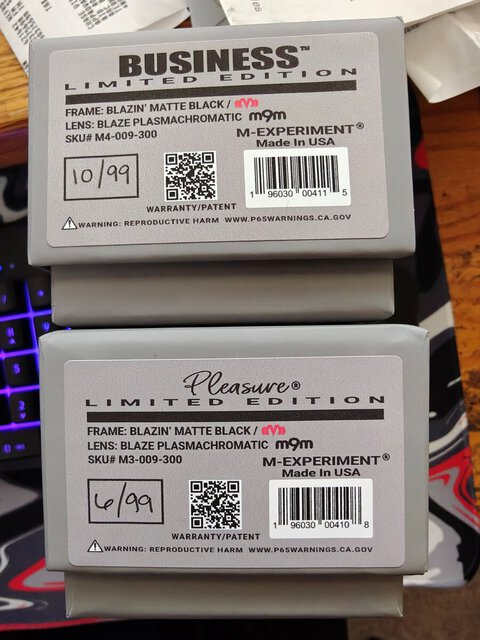 BUSINESS™
LIMITED EDITION
FRAME: BLAZIN' MATTE BLACK /
LENS: BLAZE PLASMACHROMATIC m9m
SKU# M4-009-300
M-EXPERIMENT®
Made In USA
10/99
1 96030 00411 5
WARRANTY/PATENT
WARNING: REPRODUCTIVE HARM WWW.P65WARNINGS.CA.GOV
Pleasure®
LIMITED EDITION
FRAME: BLAZIN' MATTE BLACK /
LENS: BLAZE PLASMACHROMATIC m9m
SKU# M3-009-300
M-EXPERIMENT®
Made In USA
6/99
1 96030 00410 8
WARRANTY/PATENT
WARNING: REPRODUCTIVE HARM WWW.P65WARNINGS.CA.GOV